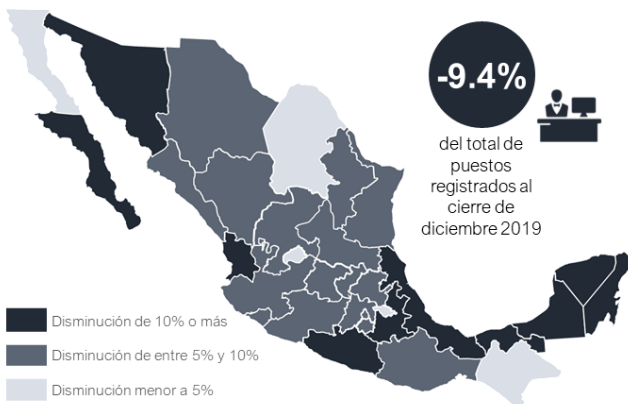 -9.4%
del total de
puestos
registrados al
cierre de
diciembre 2019
Disminución de 10% o más
Disminución de entre 5% y 10%
Disminución menor a 5%